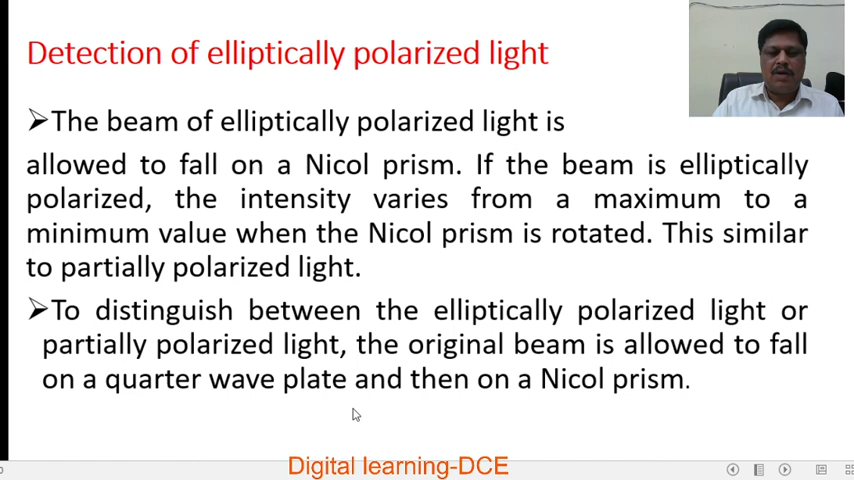 Detection of elliptically polarized light
➢The beam of elliptically polarized light is
allowed to fall on a Nicol prism. If the beam is elliptically
polarized, the intensity varies from a maximum to a
minimum value when the Nicol prism is rotated. This similar
to partially polarized light.
➢To distinguish between the elliptically polarized light or
partially polarized light, the original beam is allowed to fall
on a quarter wave plate and then on a Nicol prism.
Digital learning-DCE